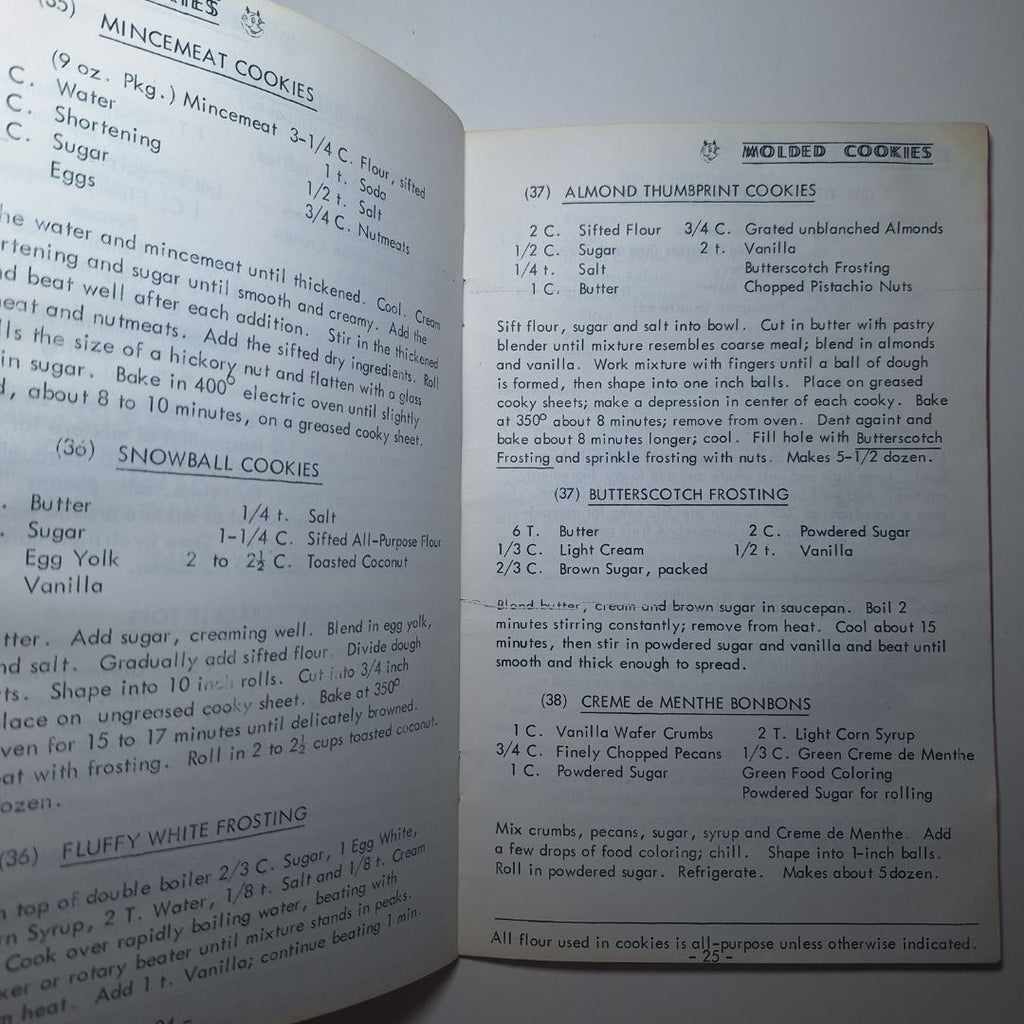 (35) MINCEMEAT COOKIES
(9 oz. Pkg.) Mincemeat 3-1/4 C. Flour, sifted
C. Water 1 t. Soda
C. Shortening 1/2 t. Salt
C. Sugar 3/4 C. Nutmeats
Eggs
he water and mincemeat until thickened. Cool. Cream
rtening and sugar until smooth and creamy. Add the
d beat well after each addition. Stir in the thickened
eat and nutmeats. Add the sifted dry ingredients. Roll
lls the size of a hickory nut and flatten with a glass
in sugar. Bake in 400° electric oven until slightly
d, about 8 to 10 minutes, on a greased cooky sheet.
(36) SNOWBALL COOKIES
. Butter 1/4 t. Salt
. Sugar 1-1/4 C. Sifted All-Purpose Flour
Egg Yolk 2 to 2½ C. Toasted Coconut
Vanilla
tter. Add sugar, creaming well. Blend in egg yolk,
nd salt. Gradually add sifted flour. Divide dough
ts. Shape into 10 inch rolls. Cut into 3/4 inch
lace on ungreased cooky sheet. Bake at 350°
ven for 15 to 17 minutes until delicately browned.
at with frosting. Roll in 2 to 2½ cups toasted coconut.
ozen.
(36) FLUFFY WHITE FROSTING
n top of double boiler 2/3 C. Sugar, 1 Egg White,
rn Syrup, 2 T. Water, 1/8 t. Salt and 1/8 t. Cream
Cook over rapidly boiling water, beating with
xer or rotary beater until mixture stands in peaks.
m heat. Add 1 t. Vanilla; continue beating 1 min.
MOLDED COOKIES
(37) ALMOND THUMBPRINT COOKIES
2 C. Sifted Flour 3/4 C. Grated unblanched Almonds
1/2 C. Sugar 2 t. Vanilla
1/4 t. Salt Butterscotch Frosting
1 C. Butter Chopped Pistachio Nuts
Sift flour, sugar and salt into bowl. Cut in butter with pastry
blender until mixture resembles coarse meal; blend in almonds
and vanilla. Work mixture with fingers until a ball of dough
is formed, then shape into one inch balls. Place on greased
cooky sheets; make a depression in center of each cooky. Bake
at 350° about 8 minutes; remove from oven. Dent againt and
bake about 8 minutes longer; cool. Fill hole with Butterscotch
Frosting and sprinkle frosting with nuts. Makes 5-1/2 dozen.
(37) BUTTERSCOTCH FROSTING
6 T. Butter 2 C. Powdered Sugar
1/3 C. Light Cream 1/2 t. Vanilla
2/3 C. Brown Sugar, packed
Blend butter, cream and brown sugar in saucepan. Boil 2
minutes stirring constantly; remove from heat. Cool about 15
minutes, then stir in powdered sugar and vanilla and beat until
smooth and thick enough to spread.
(38) CREME de MENTHE BONBONS
1 C. Vanilla Wafer Crumbs 2 T. Light Corn Syrup
3/4 C. Finely Chopped Pecans 1/3 C. Green Creme de Menthe
1 C. Powdered Sugar Green Food Coloring
Powdered Sugar for rolling
Mix crumbs, pecans, sugar, syrup and Creme de Menthe. Add
a few drops of food coloring; chill. Shape into 1-inch balls.
Roll in powdered sugar. Refrigerate. Makes about 5 dozen.
All flour used in cookies is all-purpose unless otherwise indicated.
- 25 -